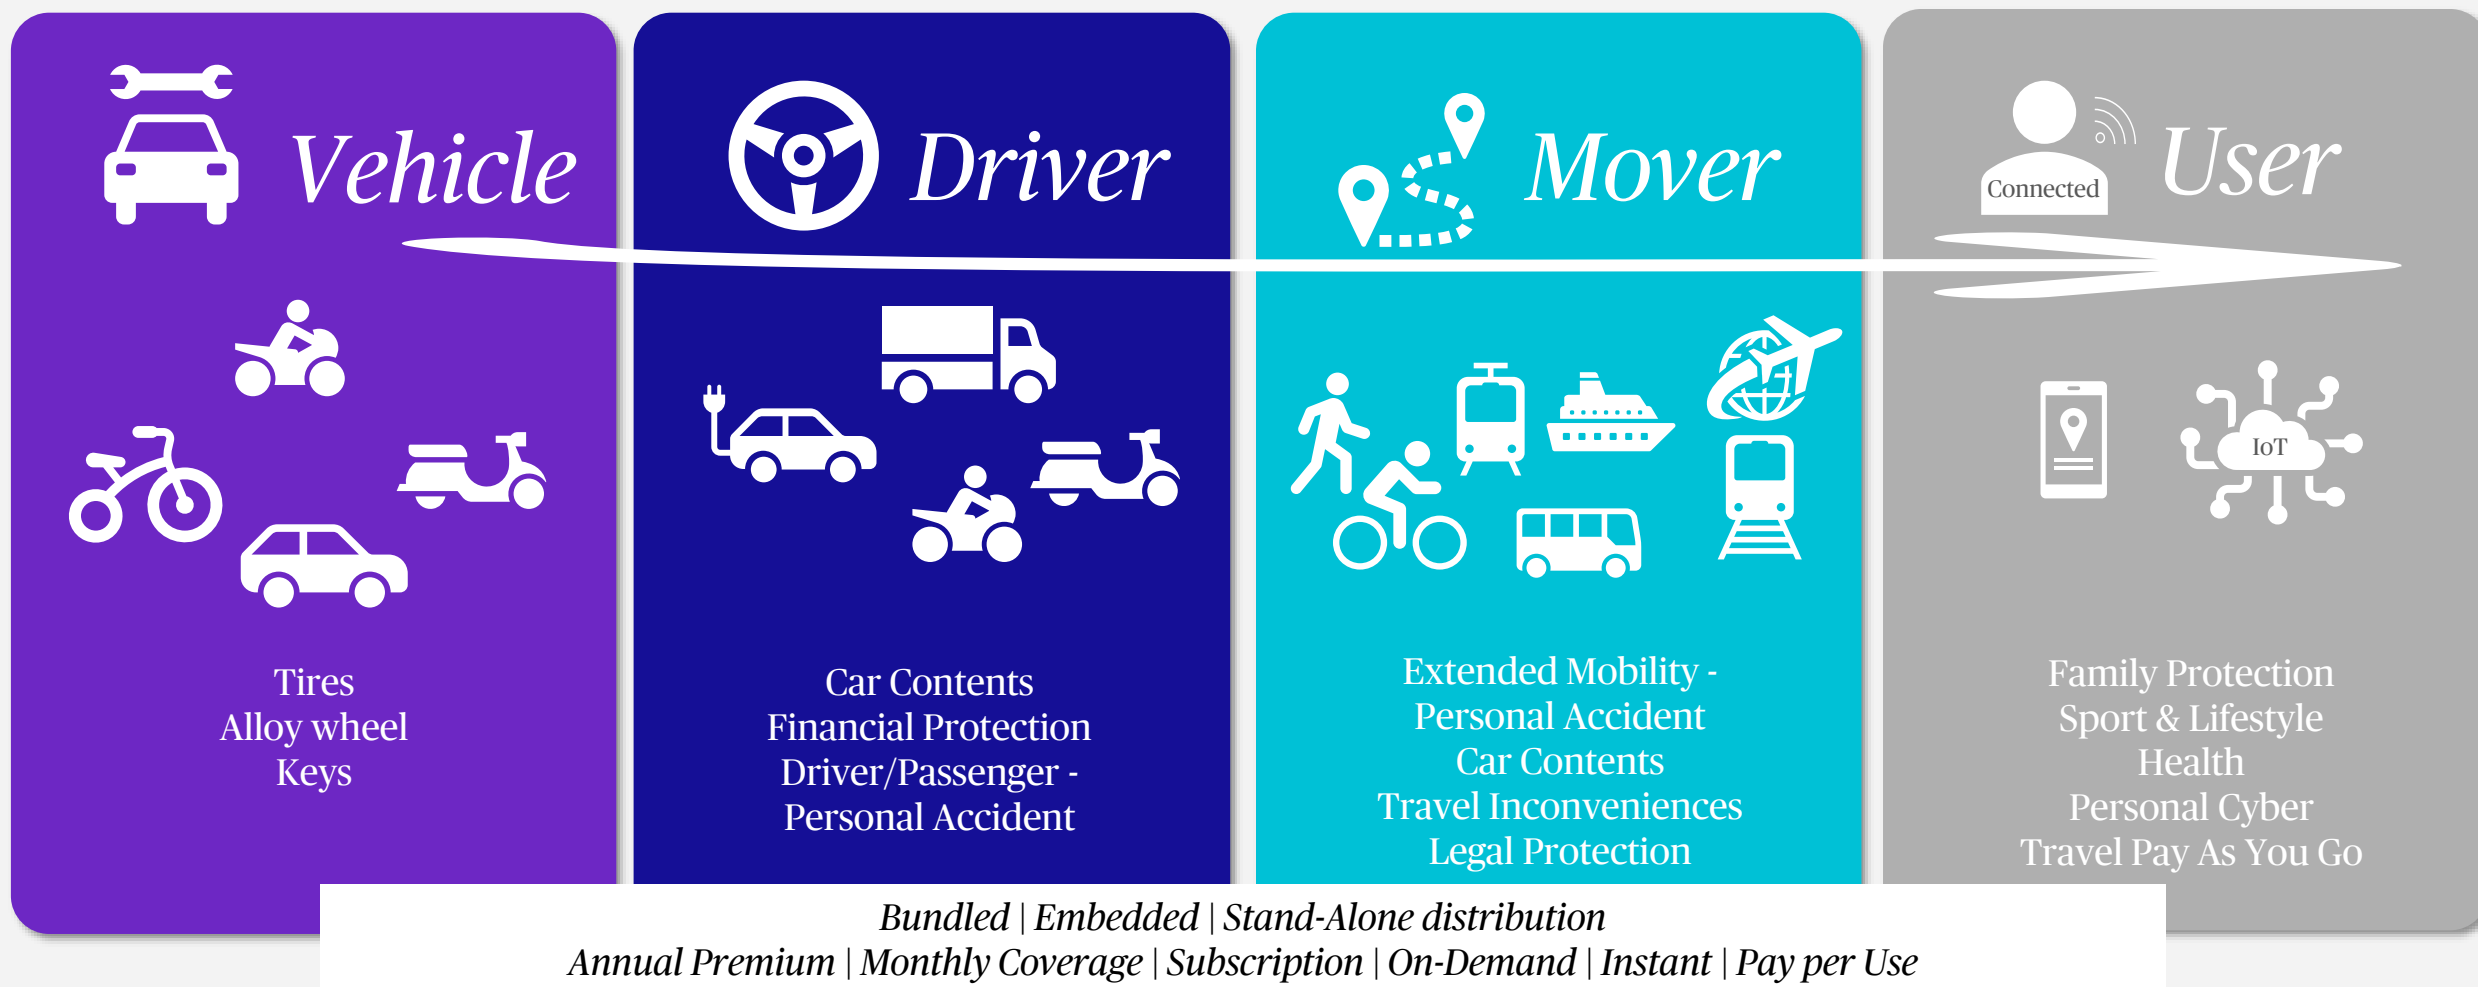 Vehicle
Tires
Alloy wheel
Keys
Driver
Car Contents
Financial Protection
Driver/Passenger -
Personal Accident
Mover
Extended Mobility -
Personal Accident
Car Contents
Travel Inconveniences
Legal Protection
Connected
User
IoT
Family Protection
Sport & Lifestyle
Health
Personal Cyber
Travel Pay As You Go
Bundled | Embedded | Stand-Alone distribution
Annual Premium | Monthly Coverage | Subscription | On-Demand | Instant | Pay per Use